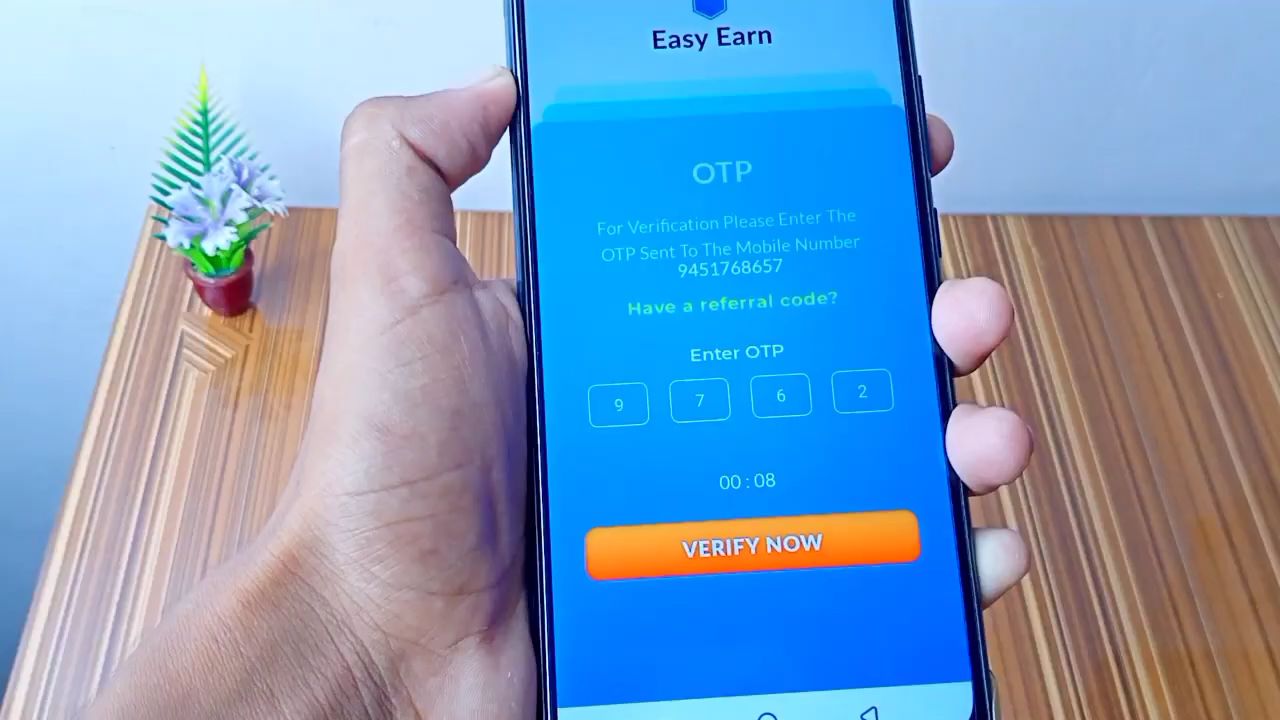 Easy Earn
OTP
For Verification Please Enter The
OTP Sent To The Mobile Number
9451768657
Have a referral code?
Enter OTP
9 7 6 2
00:08
VERIFY NOW